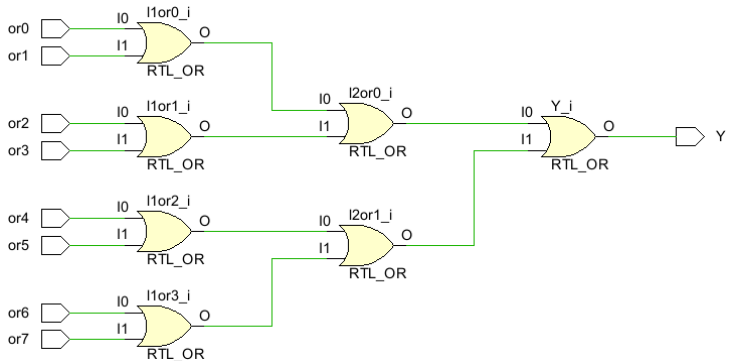 or0
or1
I0
I1
l1or0_i
O
RTL_OR
or2
or3
I0
I1
l1or1_i
O
RTL_OR
I0
I1
l2or0_i
O
RTL_OR
I0
I1
Y_i
O
RTL_OR
Y
or4
or5
I0
I1
l1or2_i
O
RTL_OR
I0
I1
l2or1_i
O
RTL_OR
or6
or7
I0
I1
l1or3_i
O
RTL_OR